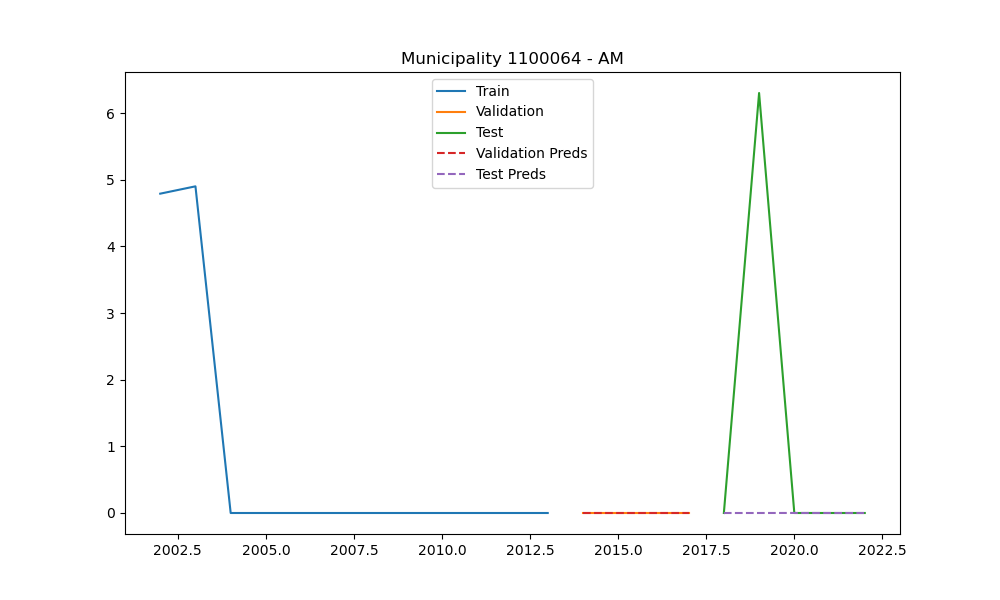 Municipality 1100064 - AM
Train
Validation
Test
Validation Preds
Test Preds
6
5
4
3
2
1
0
2002.5 2005.0 2007.5 2010.0 2012.5 2015.0 2017.5 2020.0 2022.5